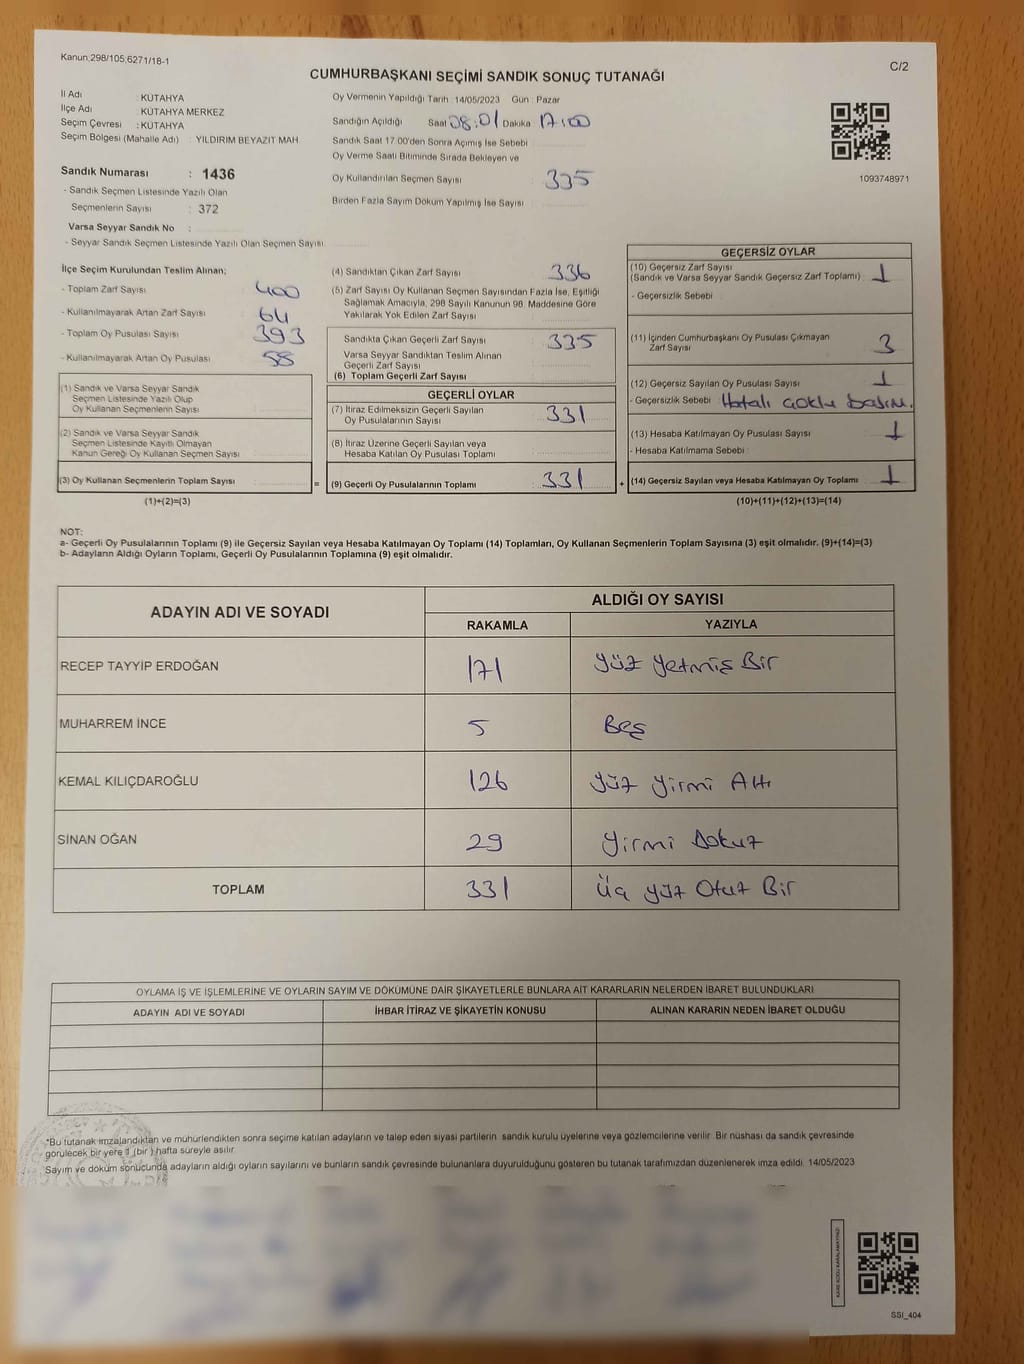 Kanun:298/105,6271/18-1
C/2
CUMHURBAŞKANI SEÇİMİ SANDIK SONUÇ TUTANAĞI
İl Adı : KÜTAHYA
İlçe Adı : KÜTAHYA MERKEZ
Seçim Çevresi : KÜTAHYA
Seçim Bölgesi (Mahalle Adı) : YILDIRIM BEYAZIT MAH
Sandık Numarası : 1436
- Sandık Seçmen Listesinde Yazılı Olan
Seçmenlerin Sayısı : 372
Varsa Seyyar Sandık No :
- Seyyar Sandık Seçmen Listesinde Yazılı Olan Seçmen Sayısı
Oy Vermenin Yapıldığı Tarih : 14/05/2023 Gün : Pazar
Sandığın Açıldığı Saat 08:01 Dakika 17:00
Sandık Saat 17:00'den Sonra Açımış İse Sebebi
Oy Verme Saati Bitiminde Sırada Bekleyen ve
Oy Kullandırılan Seçmen Sayısı : 335
Birden Fazla Sayım Döküm Yapılmış İse Sayısı :
1093748971
İlçe Seçim Kurulundan Teslim Alınan;
- Toplam Zarf Sayısı : 400
- Kullanılmayarak Artan Zarf Sayısı : 64
- Toplam Oy Pusulası Sayısı : 393
- Kullanılmayarak Artan Oy Pusulası : 58
(1) Sandık ve Varsa Seyyar Sandık
Seçmen Listesinde Yazılı Olup
Oy Kullanan Seçmenlerin Sayısı
(2) Sandık ve Varsa Seyyar Sandık
Seçmen Listesinde Kayıtlı Olmayan
Kanun Gereği Oy Kullanan Seçmen Sayısı
(3) Oy Kullanan Seçmenlerin Toplam Sayısı =
(1)+(2)=(3)
(4) Sandıktan Çıkan Zarf Sayısı : 336
(5) Zarf Sayısı Oy Kullanan Seçmen Sayısından Fazla İse, Eşitliği
Sağlamak Amacıyla, 298 Sayılı Kanunun 98. Maddesine Göre
Yakılarak Yok Edilen Zarf Sayısı
Sandıkta Çıkan Geçerli Zarf Sayısı : 335
Varsa Seyyar Sandıktan Teslim Alınan
Geçerli Zarf Sayısı
(6) Toplam Geçerli Zarf Sayısı
GEÇERLİ OYLAR
(7) İtiraz Edilmeksizin Geçerli Sayılan
Oy Pusulalarının Sayısı : 331
(8) İtiraz Üzerine Geçerli Sayılan veya
Hesaba Katılan Oy Pusulası Toplamı
(9) Geçerli Oy Pusulalarının Toplamı : 331 +
GEÇERSİZ OYLAR
(10) Geçersiz Zarf Sayısı
(Sandık ve Varsa Seyyar Sandık Geçersiz Zarf Toplamı) : 1
- Geçersizlik Sebebi
(11) İçinden Cumhurbaşkanı Oy Pusulası Çıkmayan
Zarf Sayısı 3
(12) Geçersiz Sayılan Oy Pusulası Sayısı : 1
- Geçersizlik Sebebi Hatalı çoklu basım.
(13) Hesaba Katılmayan Oy Pusulası Sayısı : 1
- Hesaba Katılmama Sebebi
(14) Geçersiz Sayılan veya Hesaba Katılmayan Oy Toplamı : 1
(10)+(11)+(12)+(13)=(14)
NOT:
a- Geçerli Oy Pusulalarının Toplamı (9) ile Geçersiz Sayılan veya Hesaba Katılmayan Oy Toplamı (14) Toplamları, Oy Kullanan Seçmenlerin Toplam Sayısına (3) eşit olmalıdır. (9)+(14)=(3)
b- Adayların Aldığı Oyların Toplamı, Geçerli Oy Pusulalarının Toplamına (9) eşit olmalıdır.
ADAYIN ADI VE SOYADI
ALDIĞI OY SAYISI
RAKAMLA YAZIYLA
RECEP TAYYİP ERDOĞAN 171 yüz yetmiş Bir
MUHARREM İNCE 5 Beş
KEMAL KILIÇDAROĞLU 126 yüz yirmi Altı
SİNAN OĞAN 29 yirmi Dokuz
TOPLAM 331 Üç yüz Otuz Bir
OYLAMA İŞ VE İŞLEMLERİNE VE OYLARIN SAYIM VE DÖKÜMÜNE DAİR ŞİKAYETLERLE BUNLARA AİT KARARLARIN NELERDEN İBARET BULUNDUKLARI
ADAYIN ADI VE SOYADI İHBAR İTİRAZ VE ŞİKAYETİN KONUSU ALINAN KARARIN NEDEN İBARET OLDUĞU
*Bu tutanak imzalandıktan ve mühürlendikten sonra seçime katılan adayların ve talep eden siyasi partilerin sandık kurulu üyelerine veya gözlemcilerine verilir. Bir nüshası da sandık çevresinde
görülecek bir yere 1 (bir) hafta süreyle asılır.
Sayım ve döküm sonucunda adayların aldığı oyların sayılarını ve bunların sandık çevresinde bulunanlara duyurulduğunu gösteren bu tutanak tarafımızdan düzenlenerek imza edildi. 14/05/2023
KARE KODU KARALAMAYINIZ!
SSI_404